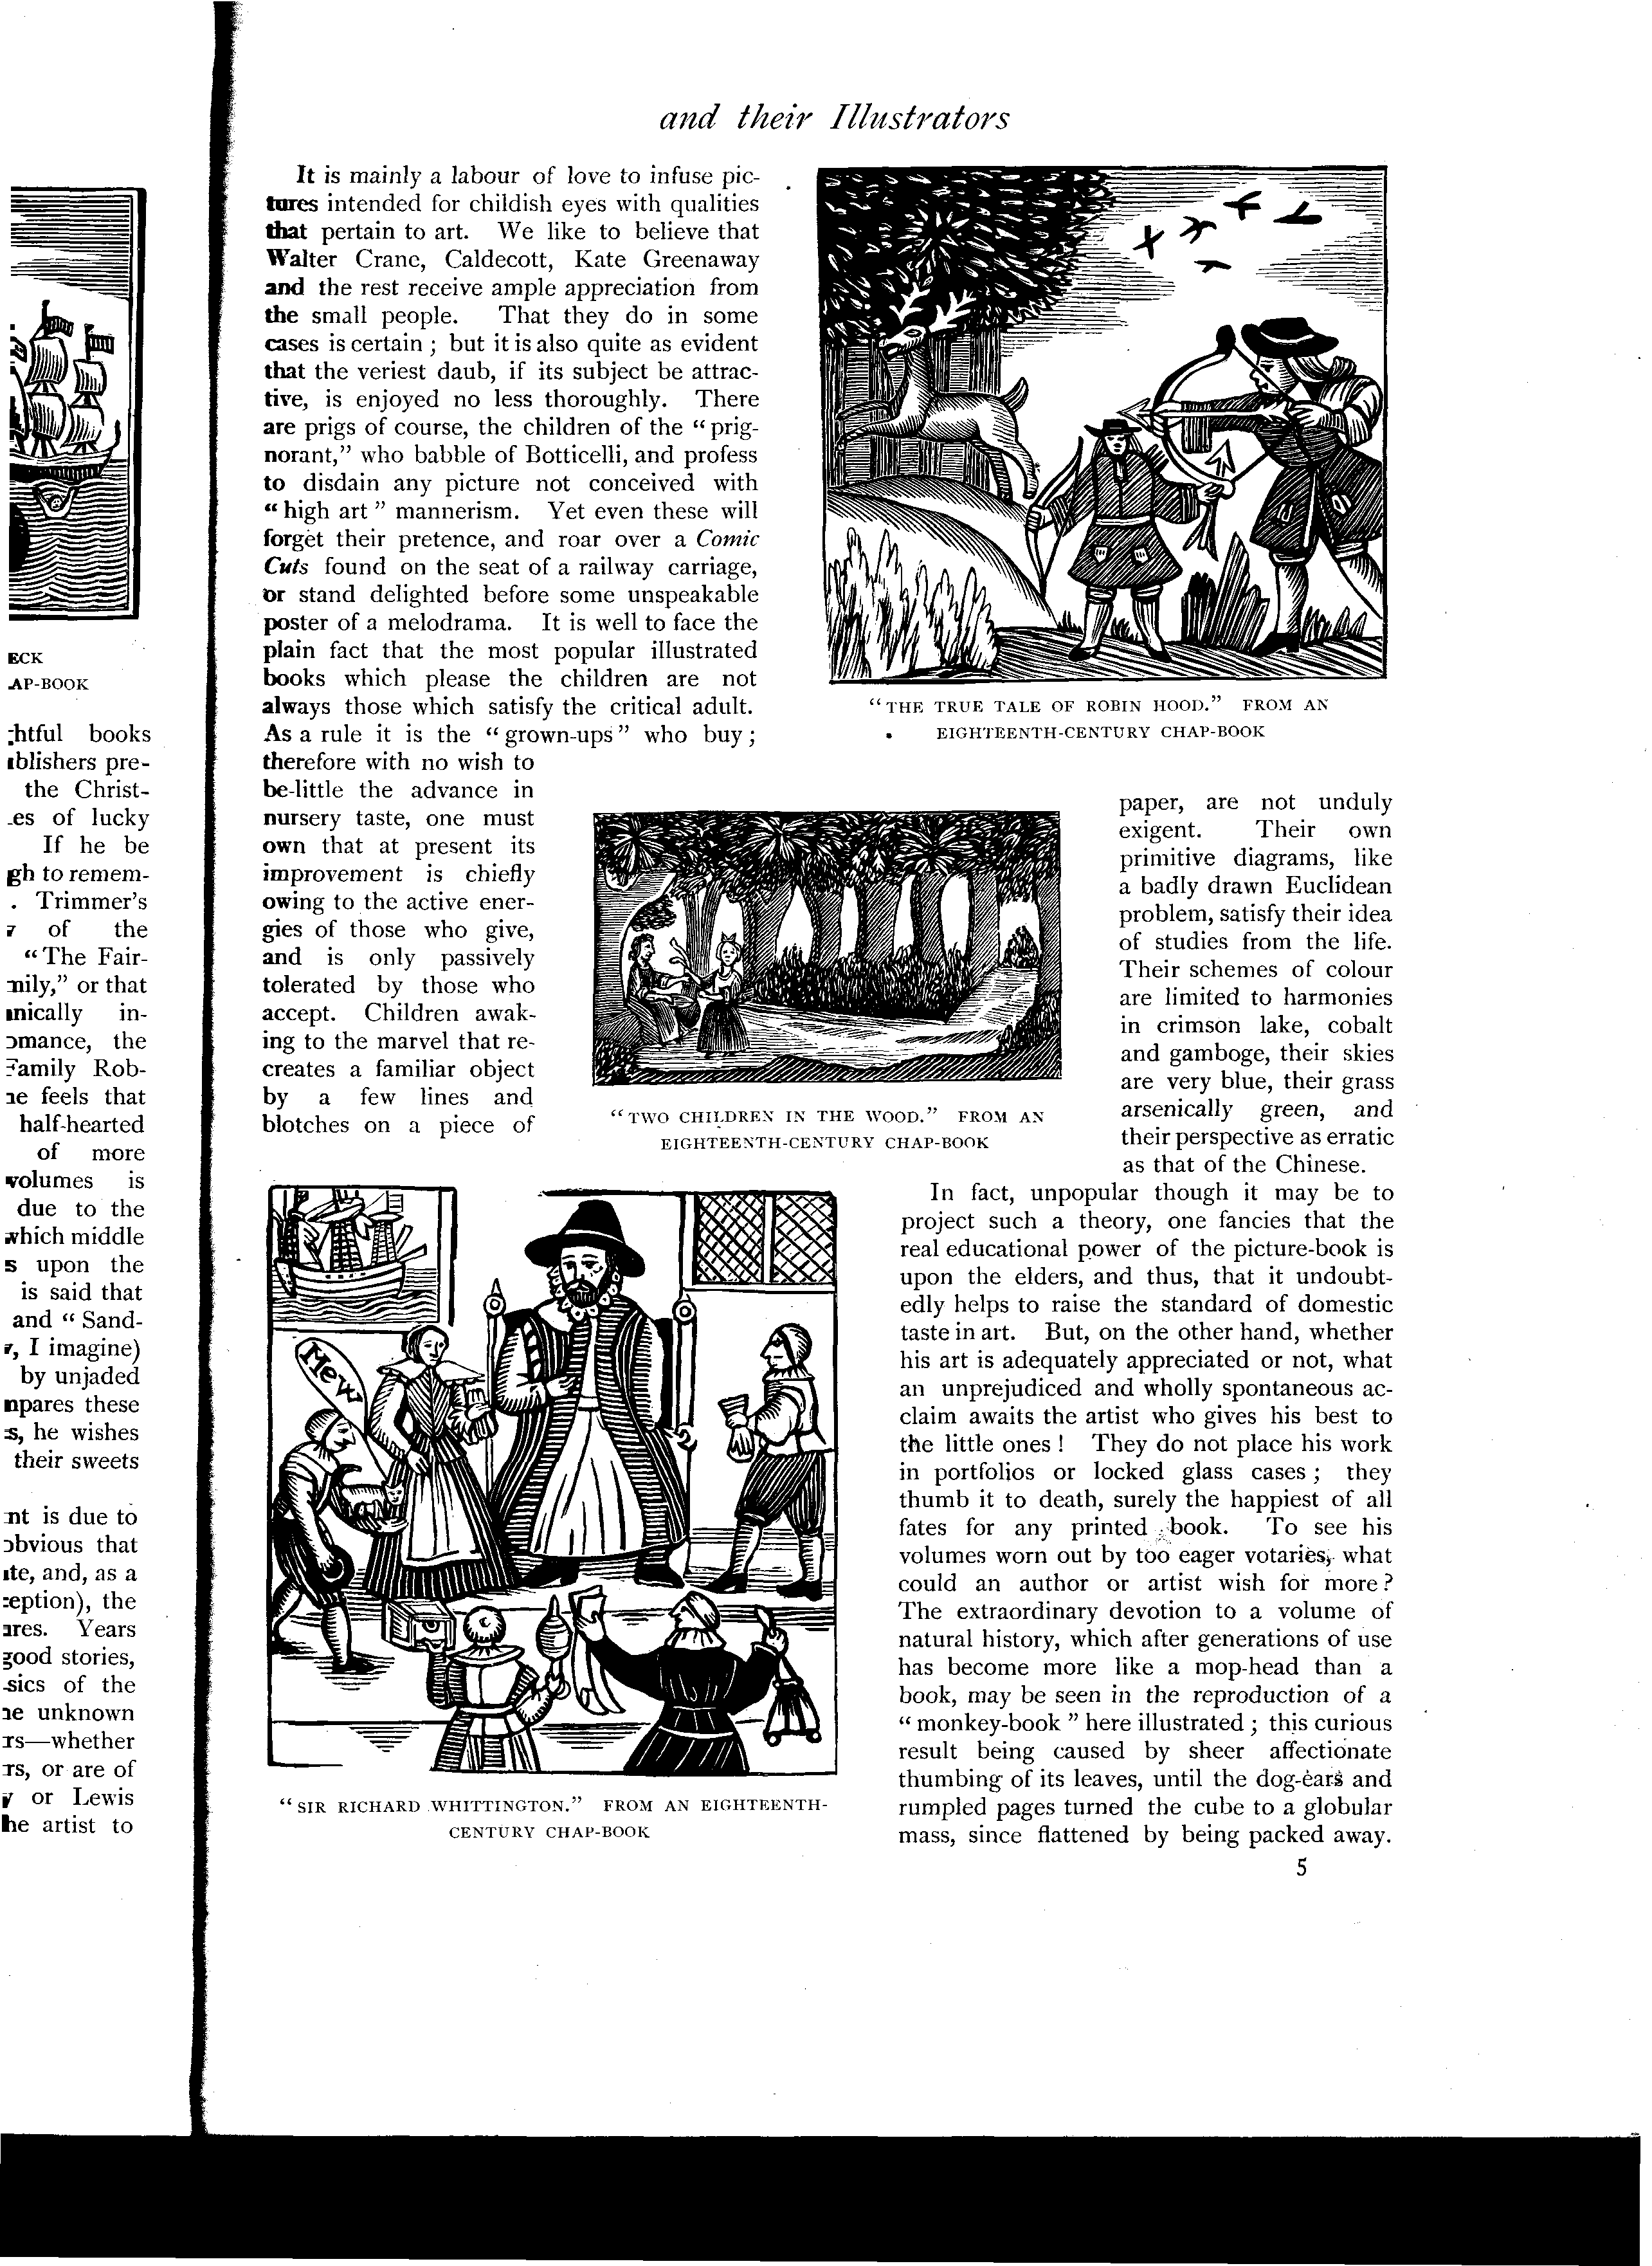 and their Illustrators
It is mainly a labour of love to infuse pic-
tures intended for childish eyes with qualities
that pertain to art. We like to believe that
Walter Crane, Caldecott, Kate Greenaway
and the rest receive ample appreciation from
the small people. That they do in some
cases is certain ; but it is also quite as evident
that the veriest daub, if its subject be attrac-
tive, is enjoyed no less thoroughly. There
are prigs of course, the children of the “ prig-
norant,” who babble of Botticelli, and profess
to disdain any picture not conceived with
“ high art ” mannerism. Yet even these will
forget their pretence, and roar over a Comic
Cuts found on the seat of a railway carriage,
or stand delighted before some unspeakable
poster of a melodrama. It is well to face the
plain fact that the most popular illustrated
books which please the children are not
always those which satisfy the critical adult.
As a rule it is the “ grown-ups ” who buy ;
therefore with no wish to
be-little the advance in
nursery taste, one must
own that at present its
improvement is chiefly
owing to the active ener-
gies of those who give,
and is only passively
tolerated by those who
accept. Children awak-
ing to the marvel that re-
creates a familiar object
by a few lines and
blotches on a piece of
“ THE TRUE TALE OF ROBIN HOOD.” FROM AN
EIGHTEENTH-CENTURY CHAP-BOOK
“ TWO CHILDREN IN THE WOOD.” FROM AN
EIGHTEENTH-CENTURY CHAP-BOOK
paper, are not unduly
exigent. Their own
primitive diagrams, like
a badly drawn Euclidean
problem, satisfy their idea
of studies from the life.
Their schemes of colour
are limited to harmonies
in crimson lake, cobalt
and gamboge, their skies
are very blue, their grass
arsenically green, and
their perspective as erratic
as that of the Chinese.
In fact, unpopular though it may be to
project such a theory, one fancies that the
real educational power of the picture-book is
upon the elders, and thus, that it undoubt-
edly helps to raise the standard of domestic
taste in art. But, on the other hand, whether
his art is adequately appreciated or not, what
an unprejudiced and wholly spontaneous ac-
claim awaits the artist who gives his best to
the little ones ! They do not place his work
in portfolios or locked glass cases ; they
thumb it to death, surely the happiest of all
fates for any printed book. To see his
volumes worn out by too eager votaries, what
could an author or artist wish for more ?
The extraordinary devotion to a volume of
natural history, which after generations of use
has become more like a mop-head than a
book, may be seen in the reproduction of a
“ monkey-book ” here illustrated ; this curious
result being caused by sheer affectionate
thumbing of its leaves, until the dog-ears and
rumpled pages turned the cube to a globular
mass, since flattened by being packed away.
Mew
“ SIR RICHARD WHITTINGTON.” FROM AN EIGHTEENTH-
CENTURY CHAP-BOOK
5
ECK
AP-BOOK
books
pre-
the Christ-
es of lucky
If he be
gh to remem-
. Trimmer’s
of the
“ The Fair-
mily,” or that
in-
omance, the
Family Rob-
he feels that
half-hearted
of more
volumes is
due to the
which middle
s upon the
is said that
and “ Sand-
, I imagine)
by unjaded
mpares these
s, he wishes
their sweets
nt is due to
obvious that
ite, and, as a
ception), the
ares. Years
good stories,
sics of the
he unknown
rs—whether
rs, or are of
y or Lewis
he artist to